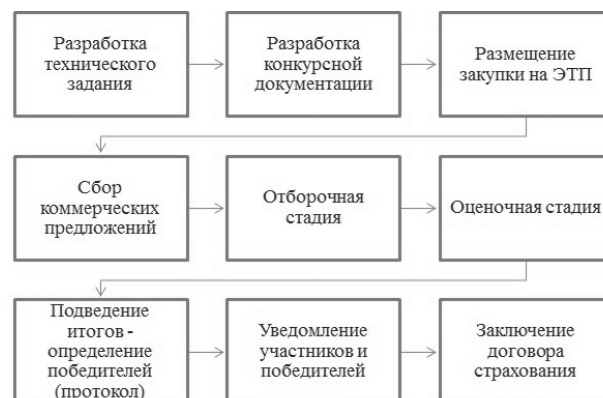 Разработка
технического
задания
Разработка
конкурсной
документации
Размещение
закупки на ЭТП
Сбор
коммерческих
предложений
Отборочная
стадия
Оценочная стадия
Подведение
итогов -
определение
победителей
(протокол)
Уведомление
участников и
победителей
Заключение
договора
страхования